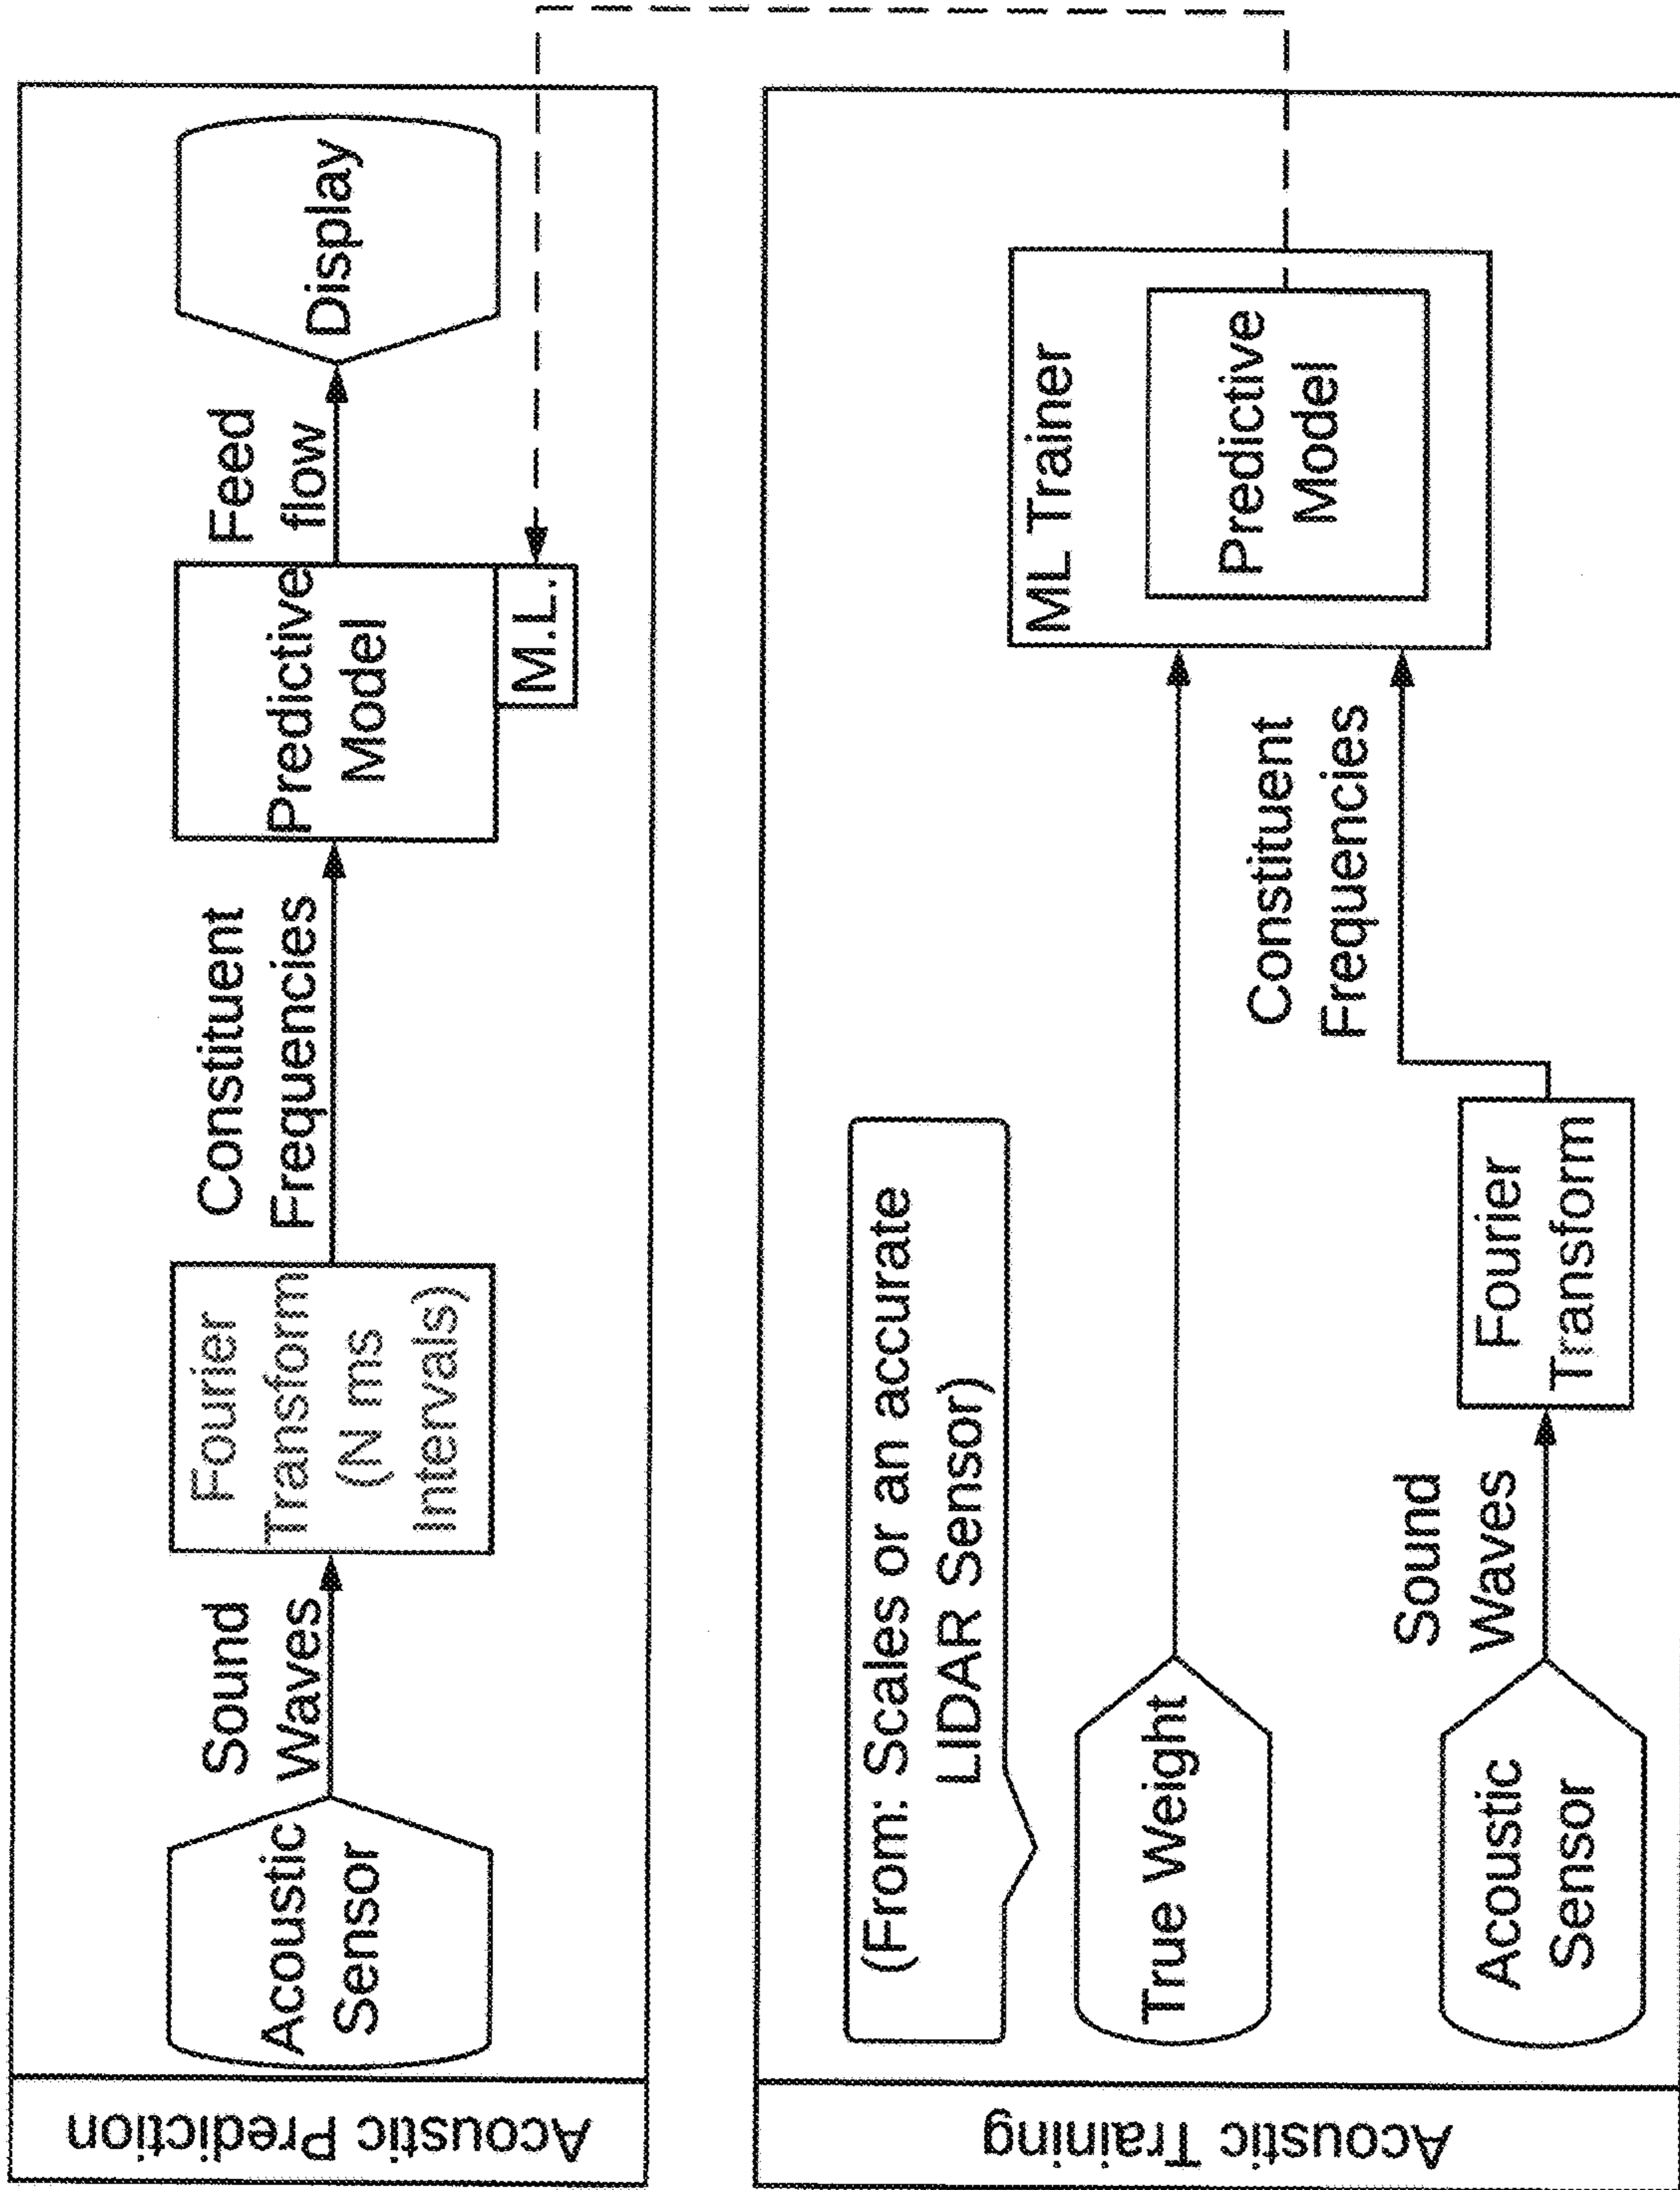 Acoustic Prediction
Acoustic
Sensor
Sound
Waves
Fourier
Transform
(N ms
Intervals)
Constituent
Frequencies
Predictive
Model
M.L.
Feed
flow
Display
Acoustic Training
(From: Scales or an accurate
LIDAR Sensor)
True Weight
Acoustic
Sensor
Sound
Waves
Fourier
Transform
Constituent
Frequencies
ML Trainer
Predictive
Model